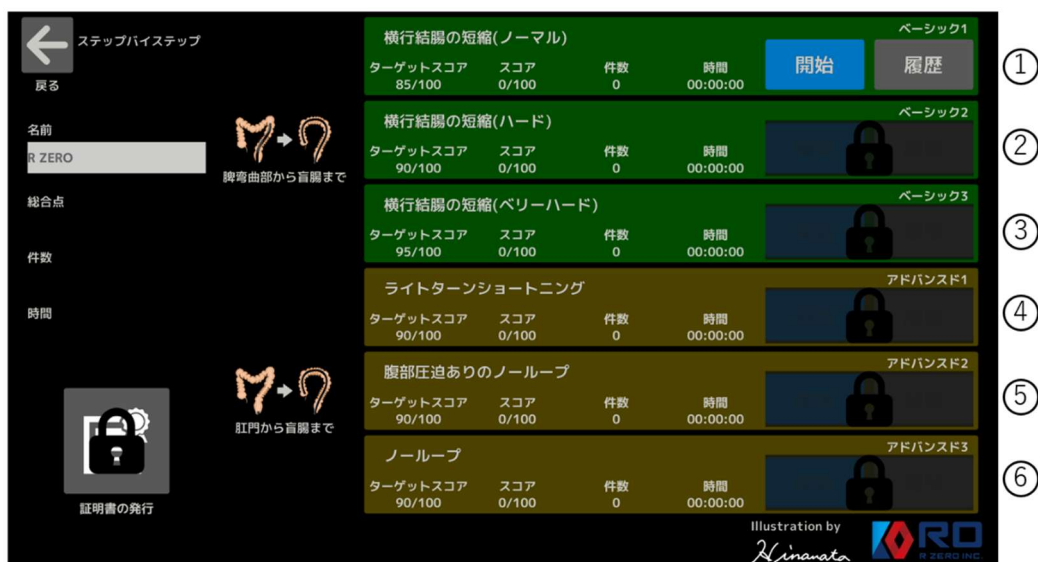 ステップバイステップ
戻る
名前
R ZERO
総合点
件数
時間
証明書の発行
脾弯曲部から盲腸まで
肛門から盲腸まで
横行結腸の短縮(ノーマル)
ベーシック1
ターゲットスコア スコア 件数 時間
85/100 0/100 0 00:00:00
開始 履歴
①
横行結腸の短縮(ハード)
ベーシック2
ターゲットスコア スコア 件数 時間
90/100 0/100 0 00:00:00
②
横行結腸の短縮(ベリーハード)
ベーシック3
ターゲットスコア スコア 件数 時間
95/100 0/100 0 00:00:00
③
ライトターンショートニング
アドバンスド1
ターゲットスコア スコア 件数 時間
90/100 0/100 0 00:00:00
④
腹部圧迫ありのノーループ
アドバンスド2
ターゲットスコア スコア 件数 時間
90/100 0/100 0 00:00:00
⑤
ノーループ
アドバンスド3
ターゲットスコア スコア 件数 時間
90/100 0/100 0 00:00:00
⑥
Illustration by
Hinanata
R ZERO INC.